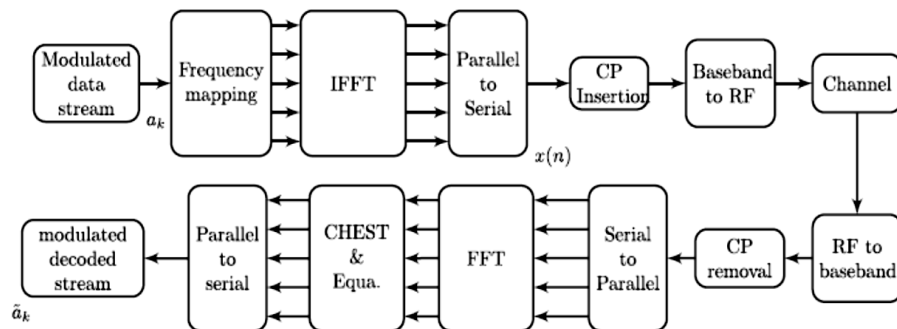 Modulated
data
stream
a_k
Frequency
mapping
IFFT
Parallel
to
Serial
x(n)
CP
Insertion
Baseband
to RF
Channel
RF to
baseband
CP
removal
Serial
to
Parallel
FFT
CHEST
&
Equa.
Parallel
to
serial
modulated
decoded
stream
ã_k